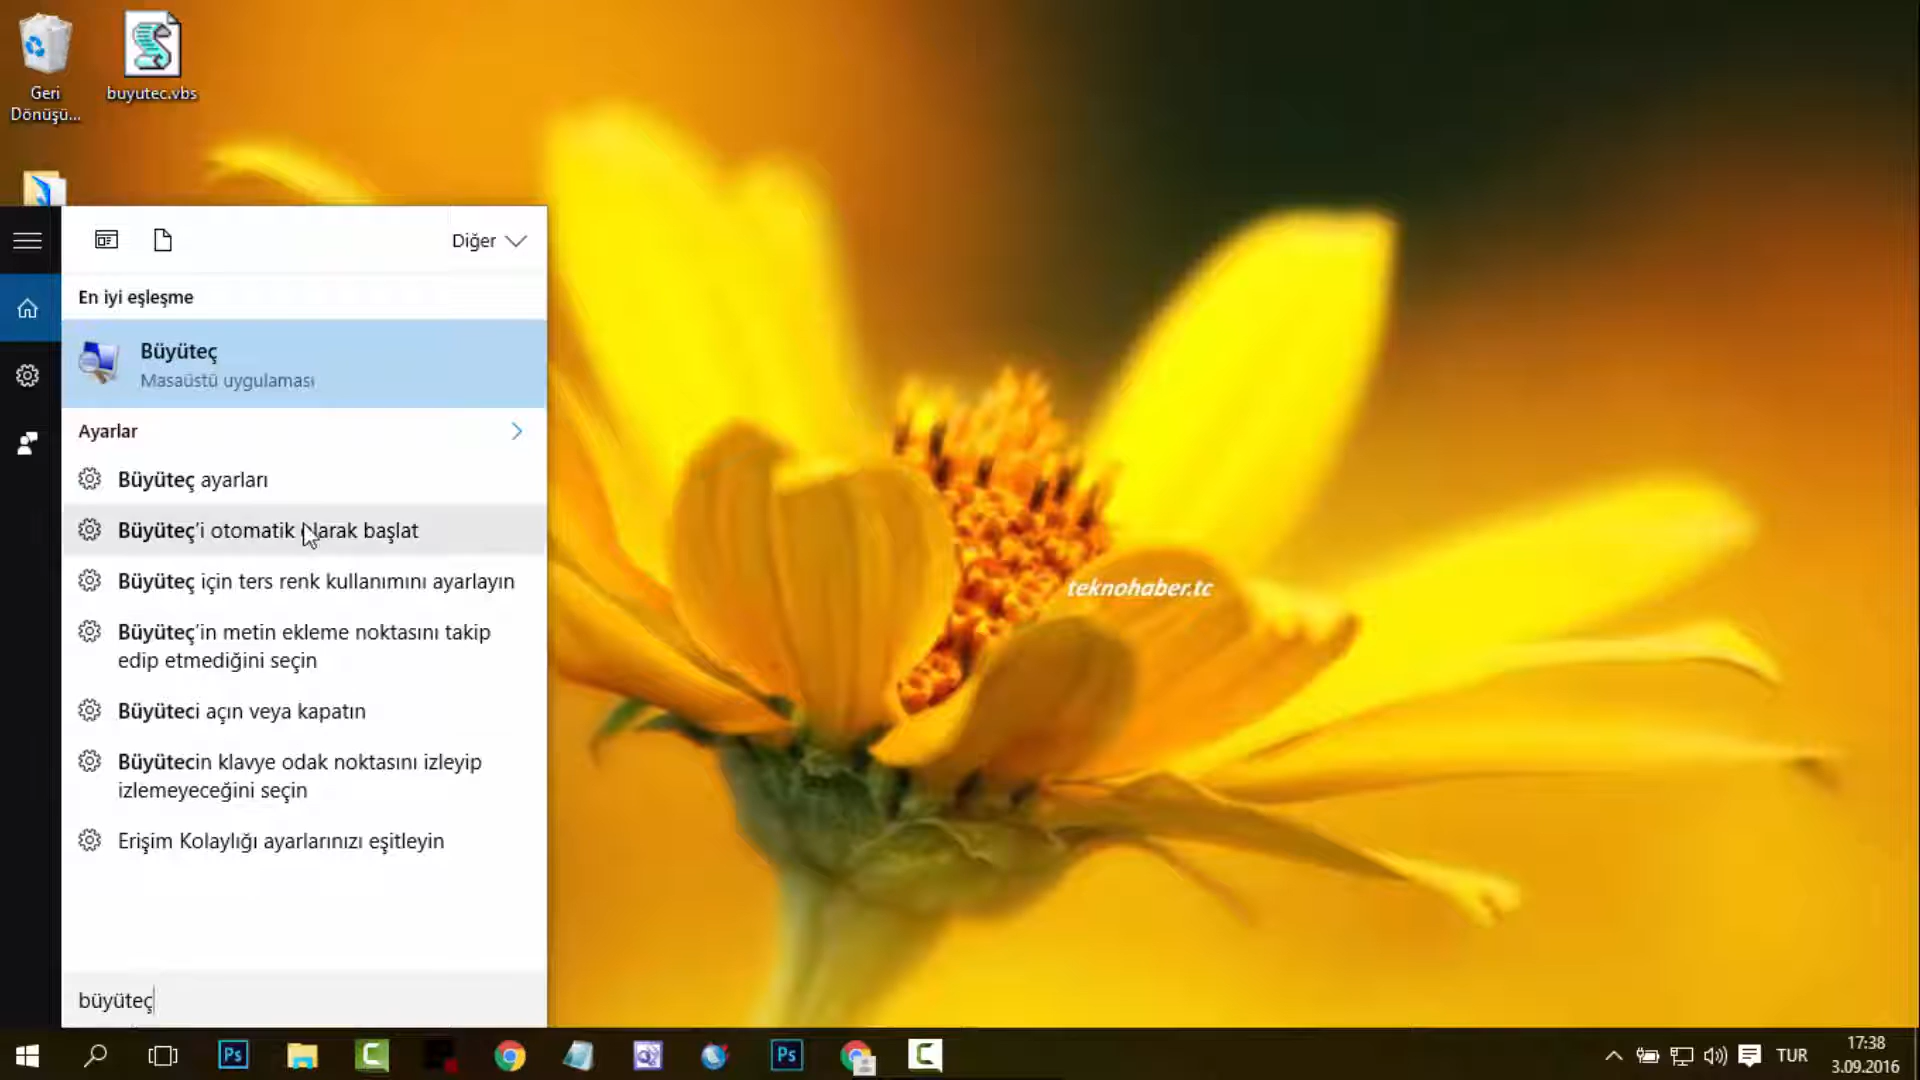 Geri
Dönüşü...
buyutec.vbs
Diğer
En iyi eşleşme
Büyüteç
Masaüstü uygulaması
Ayarlar
Büyüteç ayarları
Büyüteç'i otomatik olarak başlat
Büyüteç için ters renk kullanımını ayarlayın
Büyüteç'in metin ekleme noktasını takip
edip etmediğini seçin
Büyüteci açın veya kapatın
Büyütecin klavye odak noktasını izleyip
izlemeyeceğini seçin
Erişim Kolaylığı ayarlarınızı eşitleyin
büyüteç
teknohaber.tc
Ps
Ps
TUR
17:38
3.09.2016